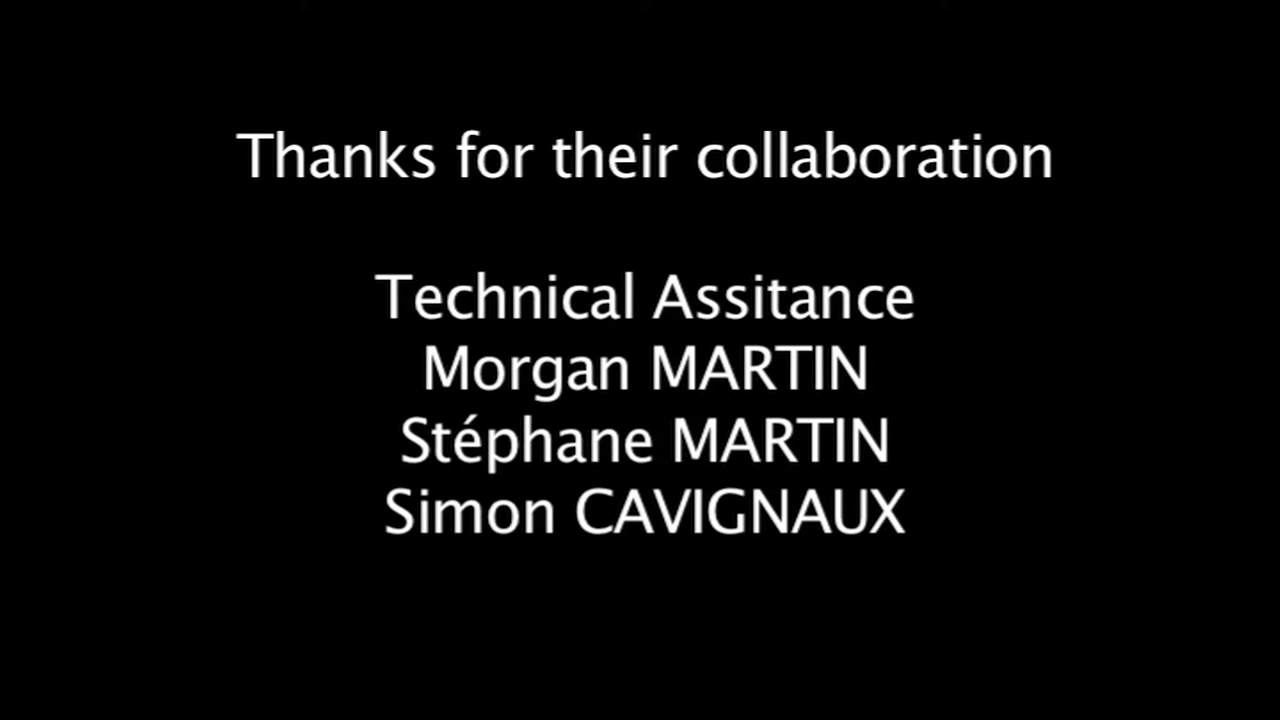 Thanks for their collaboration
Technical Assitance
Morgan MARTIN
Stéphane MARTIN
Simon CAVIGNAUX